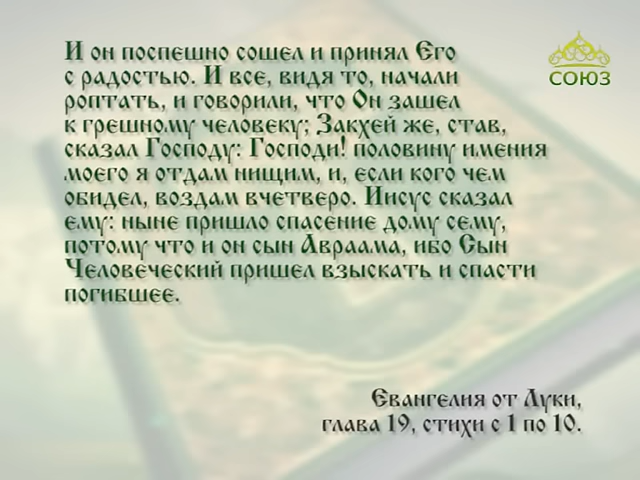 И он поспешно сошел и принял Его
с радостью. И все, видя то, начали
роптать, и говорили, что Он зашел
к грешному человеку; Закхей же, став,
сказал Господу: Господи! половину имения
моего я отдам нищим, и, если кого чем
обидел, воздам вчетверо. Иисус сказал
ему: ныне пришло спасение дому сему,
потому что и он сын Авраама, ибо Сын
Человеческий пришел взыскать и спасти
погибшее.
СОЮЗ
Евангелия от Луки,
глава 19, стихи с 1 по 10.